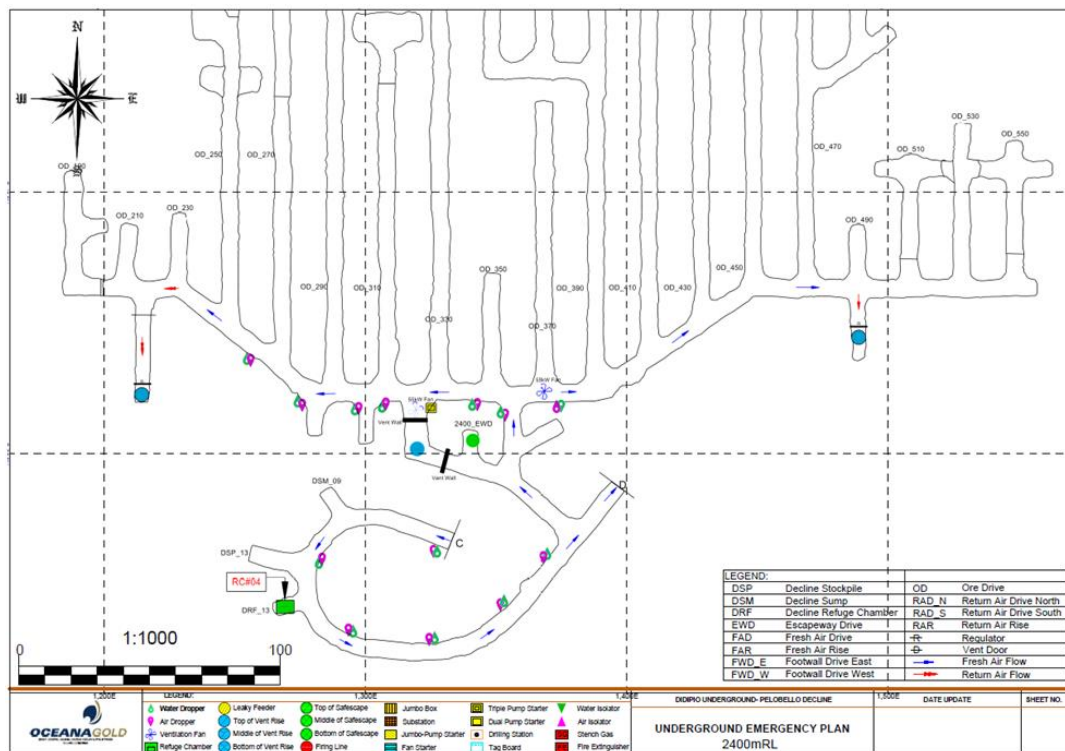 N
OD_250
OD_270
OD_470
OD_530
OD_510
OD_550
OD_210
OD_230
OD_490
OD_290
OD_310
OD_350
OD_390
OD_410
OD_430
OD_450
OD_330
OD_370
55kW Fan
Vent Wall
2400_EWD
Vent Wall
DSM_09
D
C
DSP_13
RC#04
DRF_13
1:1000
0 100
1,200E 1,300E 1,400E 1,500E
LEGEND:
DSP Decline Stockpile OD Ore Drive
DSM Decline Sump RAD_N Return Air Drive North
DRF Decline Refuge Chamber RAD_S Return Air Drive South
EWD Escapeway Drive RAR Return Air Rise
FAD Fresh Air Drive R Regulator
FAR Fresh Air Rise D Vent Door
FWD_E Footwall Drive East Fresh Air Flow
FWD_W Footwall Drive West Return Air Flow
OCEANAGOLD
LEGEND:
Water Dropper Leaky Feeder Top of Safescape Jumbo Box Triple Pump Starter Water Isolator
Air Dropper Top of Vent Rise Middle of Safescape Substation Dual Pump Starter Air Isolator
Ventilation Fan Middle of Vent Rise Bottom of Safescape Jumbo-Pump Starter Drilling Station Stench Gas
Refuge Chamber Bottom of Vent Rise Firing Line Fan Starter Tag Board Fire Extinguisher
DIDIPIO UNDERGROUND- PELOBELLO DECLINE
UNDERGROUND EMERGENCY PLAN
2400mRL
DATE UPDATE
SHEET NO.